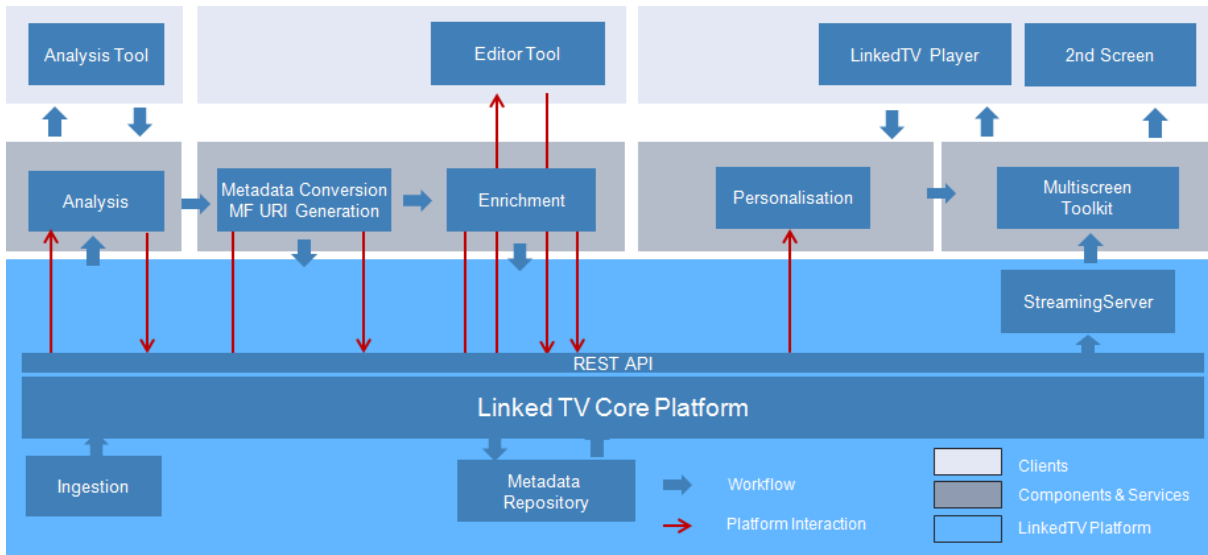 Analysis Tool
Editor Tool
LinkedTV Player
2nd Screen
Analysis
Metadada Conversion
MF URI Generation
Enrichment
Personalisation
Multiscreen
Toolkit
StreamingServer
REST API
Linked TV Core Platform
Ingestion
Metadata
Repository
Workflow
Platform Interaction
Clients
Components & Services
LinkedTV Platform